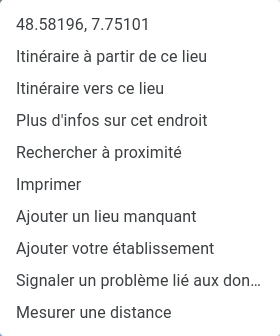 48.58196, 7.75101
Itinéraire à partir de ce lieu
Itinéraire vers ce lieu
Plus d'infos sur cet endroit
Rechercher à proximité
Imprimer
Ajouter un lieu manquant
Ajouter votre établissement
Signaler un problème lié aux don…
Mesurer une distance